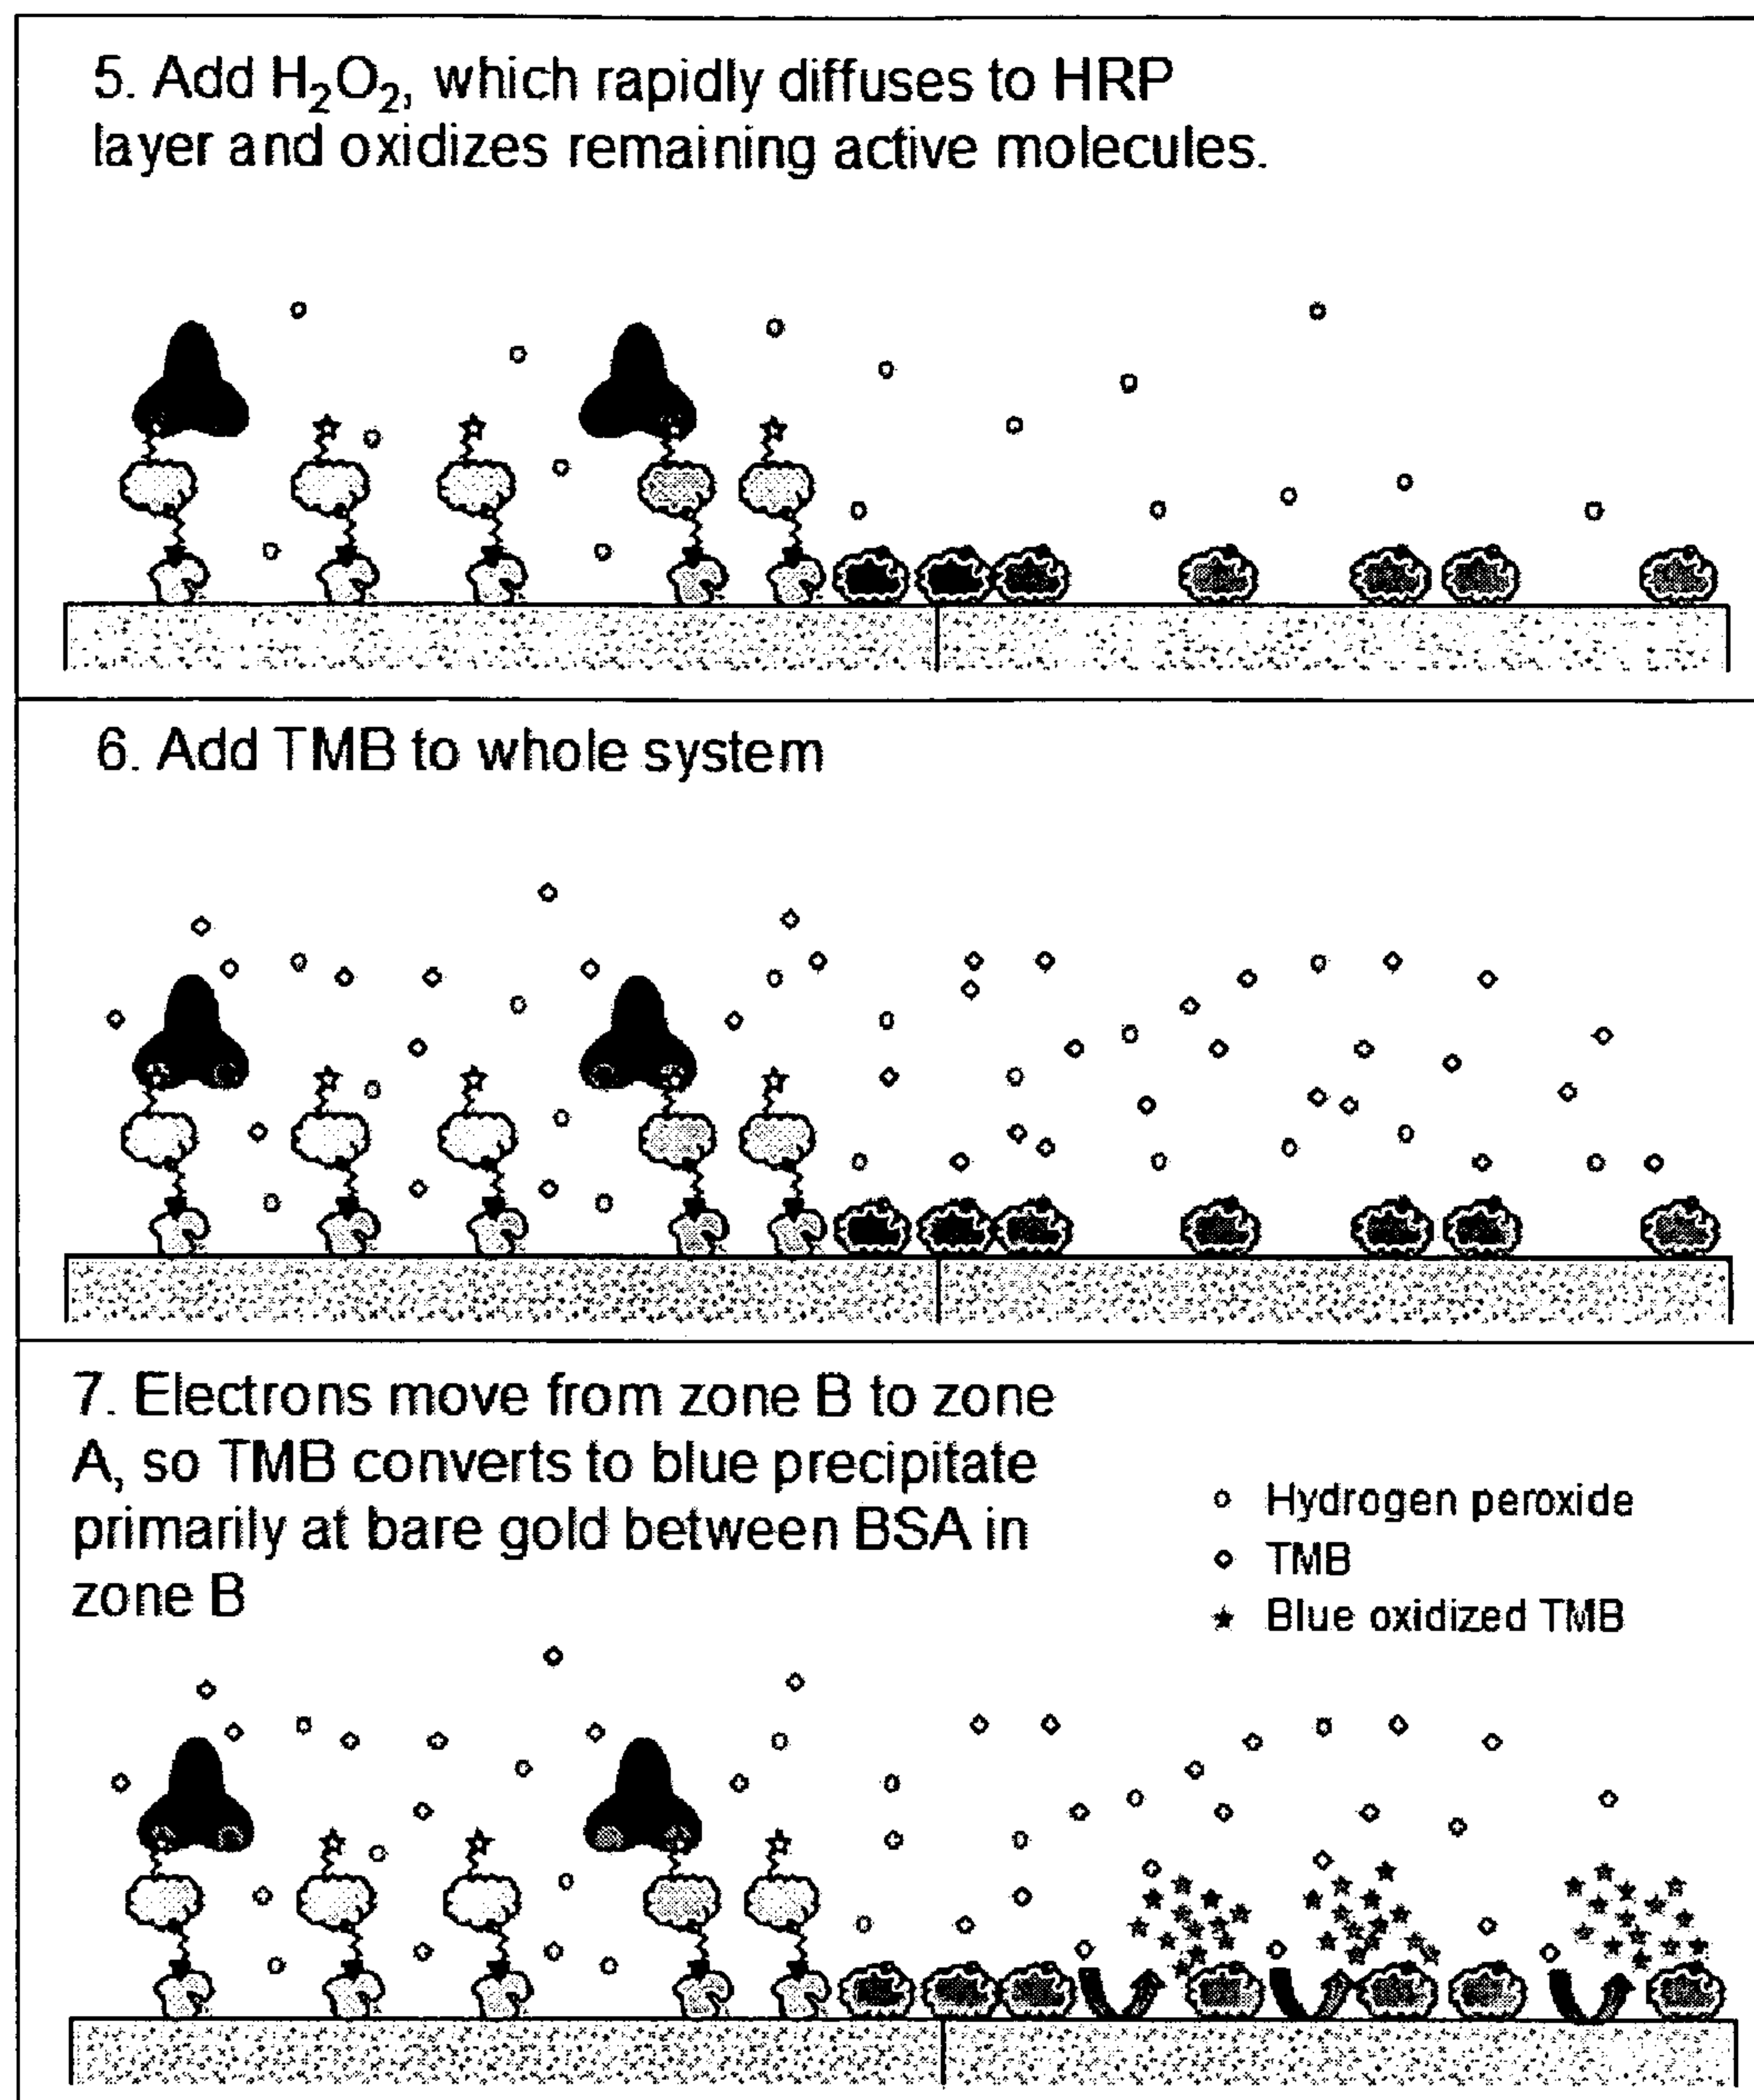 5. Add H₂O₂, which rapidly diffuses to HRP
layer and oxidizes remaining active molecules.
6. Add TMB to whole system
7. Electrons move from zone B to zone
A, so TMB converts to blue precipitate
primarily at bare gold between BSA in
zone B
Hydrogen peroxide
TMB
Blue oxidized TMB